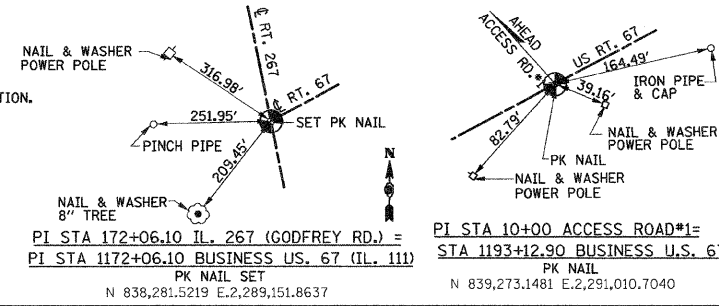 TION.
NAIL & WASHER
POWER POLE
316.98'
℄ RT. 267
℄ RT. 67
251.95'
SET PK NAIL
PINCH PIPE
209.45'
NAIL & WASHER
8" TREE
N
PI STA 172+06.10 IL. 267 (GODFREY RD.) =
PI STA 1172+06.10 BUSINESS US. 67 (IL. 111)
PK NAIL SET
N 838,281.5219 E.2,289,151.8637
AHEAD
ACCESS RD.
US RT. 67
164.49'
IRON PIPE
& CAP
39.16'
82.79'
NAIL & WASHER
POWER POLE
PK NAIL
NAIL & WASHER
POWER POLE
PI STA 10+00 ACCESS ROAD#1=
STA 1193+12.90 BUSINESS U.S. 67
PK NAIL
N 839,273.1481 E.2,291,010.7040